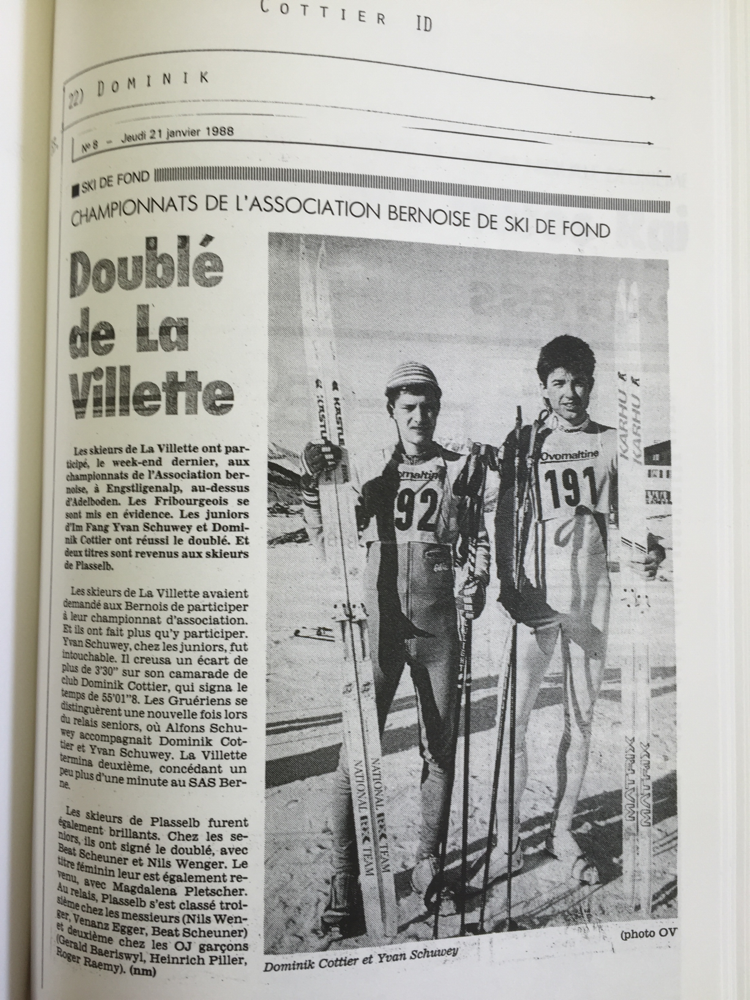 COTTIER ID
22) DOMINIK
N° 8 – Jeudi 21 janvier 1988
SKI DE FOND
CHAMPIONNATS DE L'ASSOCIATION BERNOISE DE SKI DE FOND
Doublé
de La
Villette
Les skieurs de La Villette ont par-
ticipé, le week-end dernier, aux
championnats de l'Association ber-
noise, à Engstligenalp, au-dessus
d'Adelboden. Les Fribourgeois se
sont mis en évidence. Les juniors
d'Im Fang Yvan Schuwey et Domi-
nik Cottier ont réussi le doublé. Et
deux titres sont revenus aux skieurs
de Plasselb.
Les skieurs de La Villette avaient
demandé aux Bernois de participer
à leur championnat d'association.
Et ils ont fait plus qu'y participer.
Yvan Schuwey, chez les juniors, fut
intouchable. Il creusa un écart de
plus de 3'30" sur son camarade de
club Dominik Cottier, qui signa le
temps de 55'01"8. Les Gruériens se
distinguèrent une nouvelle fois lors
du relais seniors, où Alfons Schu-
wey accompagnait Dominik Cot-
tier et Yvan Schuwey. La Villette
termina deuxième, concédant un
peu plus d'une minute au SAS Ber-
ne.
Les skieurs de Plasselb furent
également brillants. Chez les se-
niors, ils ont signé le doublé, avec
Beat Scheuner et Nils Wenger. Le
titre féminin leur est également re-
venu, avec Magdalena Pletscher.
Au relais, Plasselb s'est classé troi-
sième chez les messieurs (Nils Wen-
ger, Venanz Egger, Beat Scheuner)
et deuxième chez les OJ garçons
(Gerald Baeriswyl, Heinrich Piller,
Roger Raemy). (nm)
KASTLE
KASTLE
Ovomaltine
92
Ovomaltine
191
KARHU
KARHU
NATIONAL TEAM
NATIONAL TEAM
MATRIX
MATRIX
(photo OV
Dominik Cottier et Yvan Schuwey